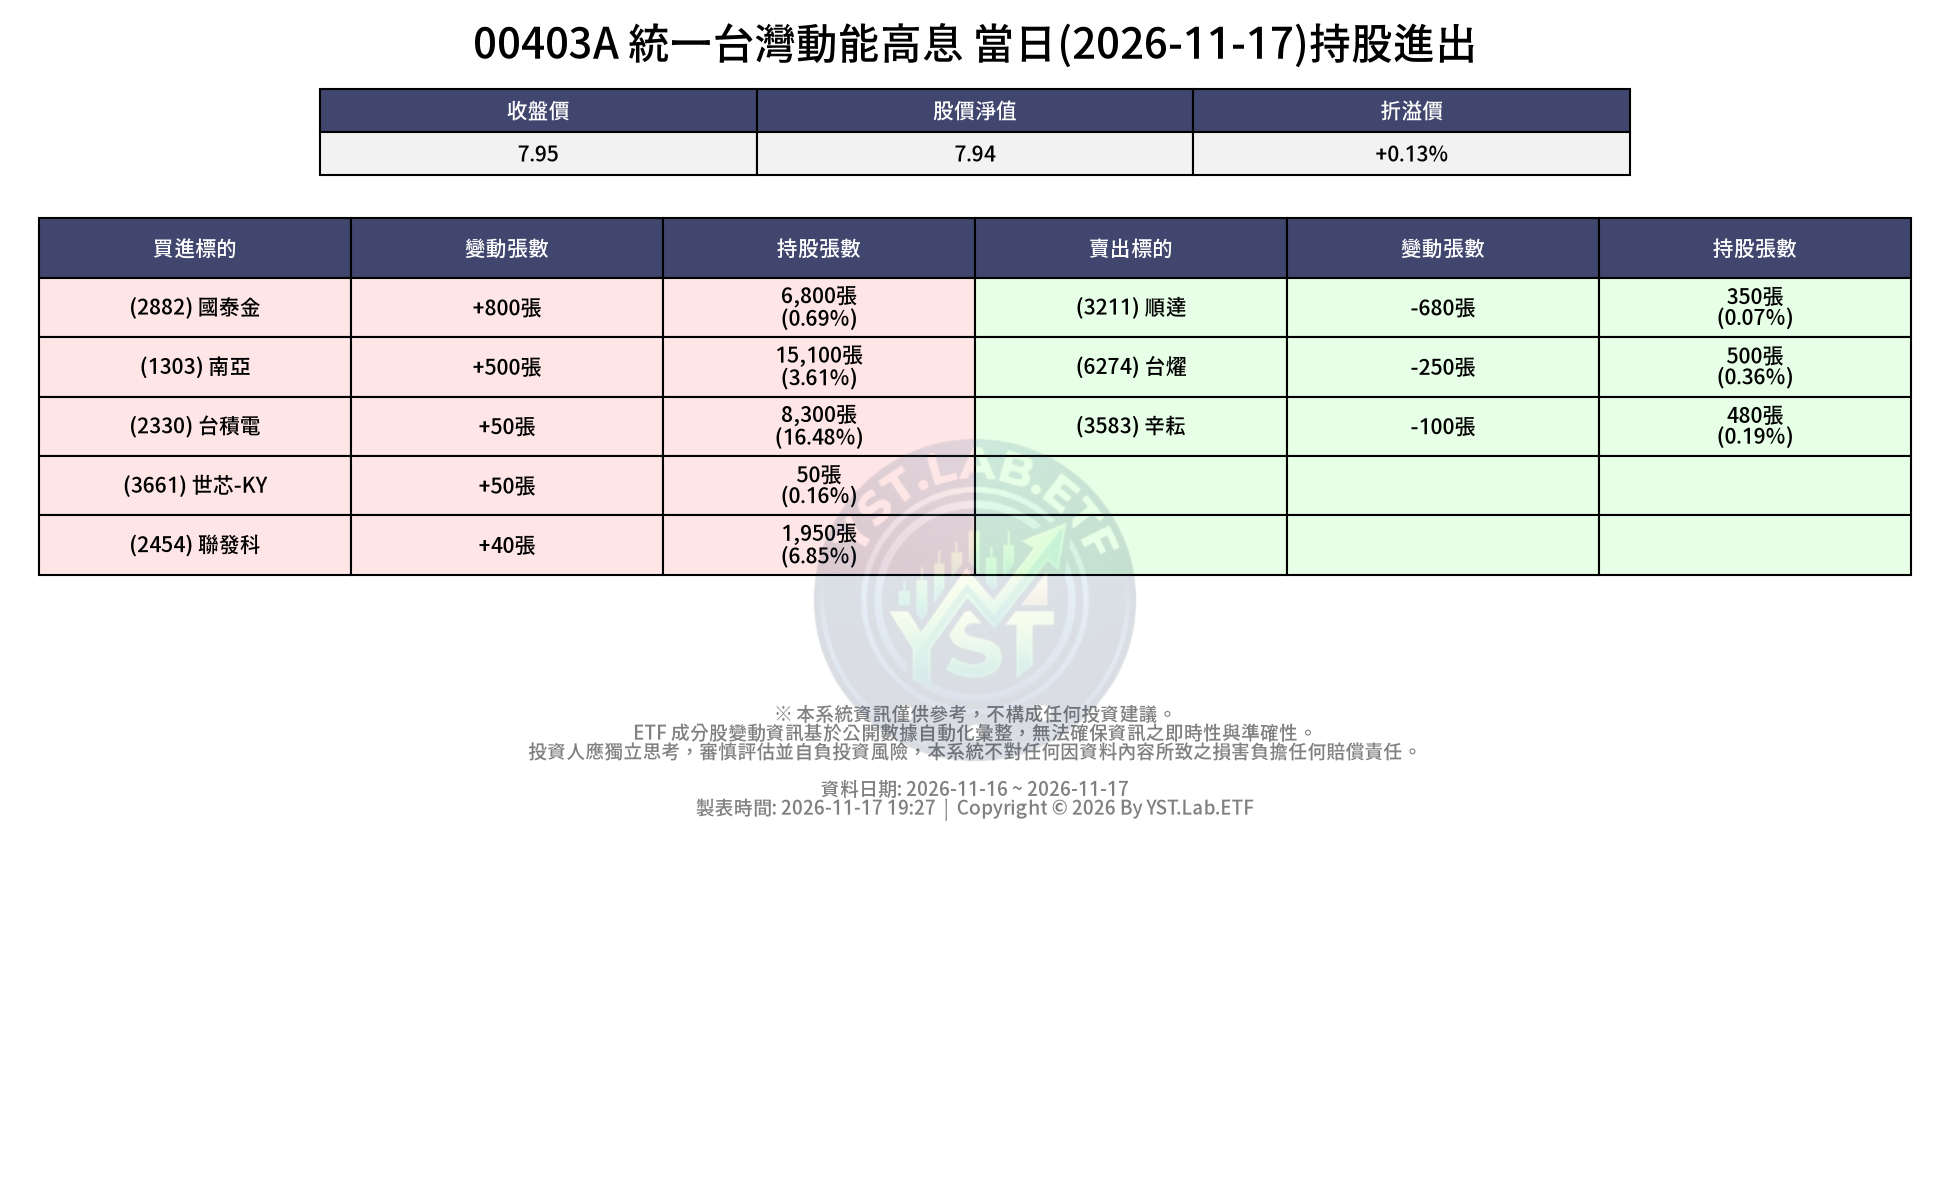 00403A 統一台灣動能高息 當日(2026-11-17)持股進出
收盤價 股價淨值 折溢價
7.95 7.94 +0.13%
買進標的 變動張數 持股張數 賣出標的 變動張數 持股張數
(2882) 國泰金 +800張 6,800張 (0.69%) (3211) 順達 -680張 350張 (0.07%)
(1303) 南亞 +500張 15,100張 (3.61%) (6274) 台燿 -250張 500張 (0.36%)
(2330) 台積電 +50張 8,300張 (16.48%) (3583) 辛耘 -100張 480張 (0.19%)
(3661) 世芯-KY +50張 50張 (0.16%)
(2454) 聯發科 +40張 1,950張 (6.85%)
YST.LAB.ETF
YST
※ 本系統資訊僅供參考，不構成任何投資建議。
ETF 成分股變動資訊基於公開數據自動化彙整，無法確保資訊之即時性與準確性。
投資人應獨立思考，審慎評估並自負投資風險，本系統不對任何因資料內容所致之損害負擔任何賠償責任。
資料日期: 2026-11-16 ~ 2026-11-17
製表時間: 2026-11-17 19:27 | Copyright © 2026 By YST.Lab.ETF